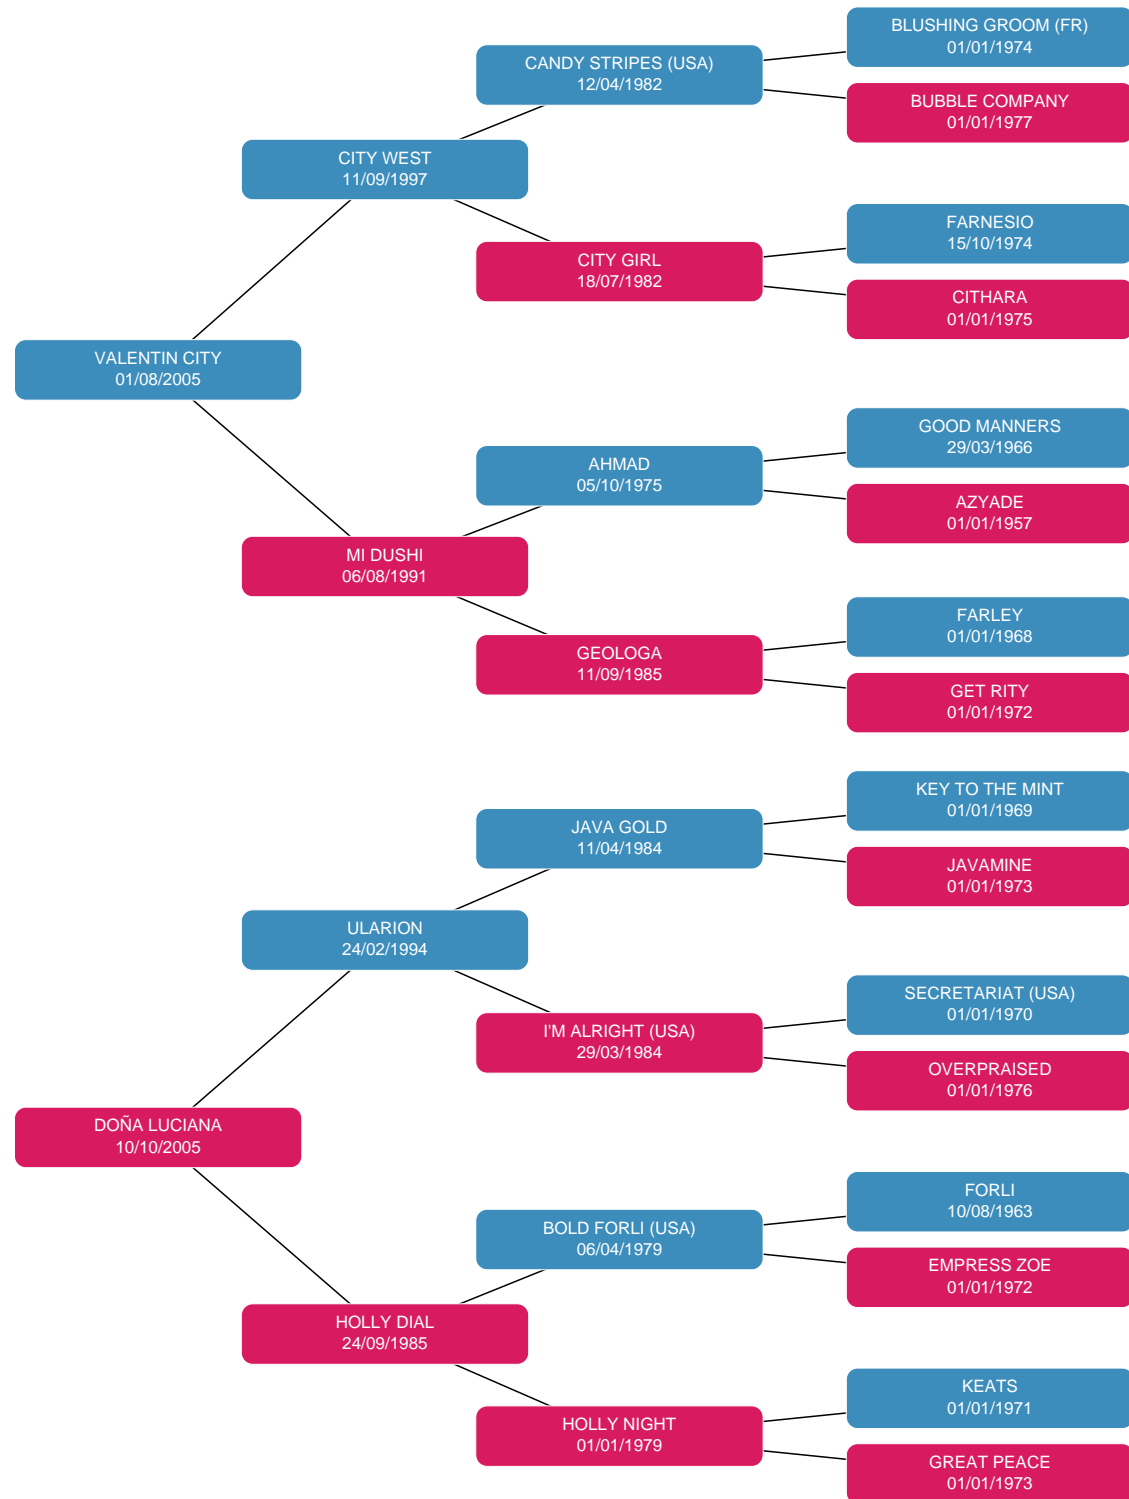 BLUSHING GROOM (FR)
01/01/1974
CANDY STRIPES (USA)
12/04/1982
BUBBLE COMPANY
01/01/1977
CITY WEST
11/09/1997
FARNESIO
15/10/1974
CITY GIRL
18/07/1982
CITHARA
01/01/1975
VALENTIN CITY
01/08/2005
GOOD MANNERS
29/03/1966
AHMAD
05/10/1975
AZYADE
01/01/1957
MI DUSHI
06/08/1991
FARLEY
01/01/1968
GEOLOGA
11/09/1985
GET RITY
01/01/1972
KEY TO THE MINT
01/01/1969
JAVA GOLD
11/04/1984
JAVAMINE
01/01/1973
ULARION
24/02/1994
SECRETARIAT (USA)
01/01/1970
I'M ALRIGHT (USA)
29/03/1984
OVERPRAISED
01/01/1976
DOÑA LUCIANA
10/10/2005
FORLI
10/08/1963
BOLD FORLI (USA)
06/04/1979
EMPRESS ZOE
01/01/1972
HOLLY DIAL
24/09/1985
KEATS
01/01/1971
HOLLY NIGHT
01/01/1979
GREAT PEACE
01/01/1973